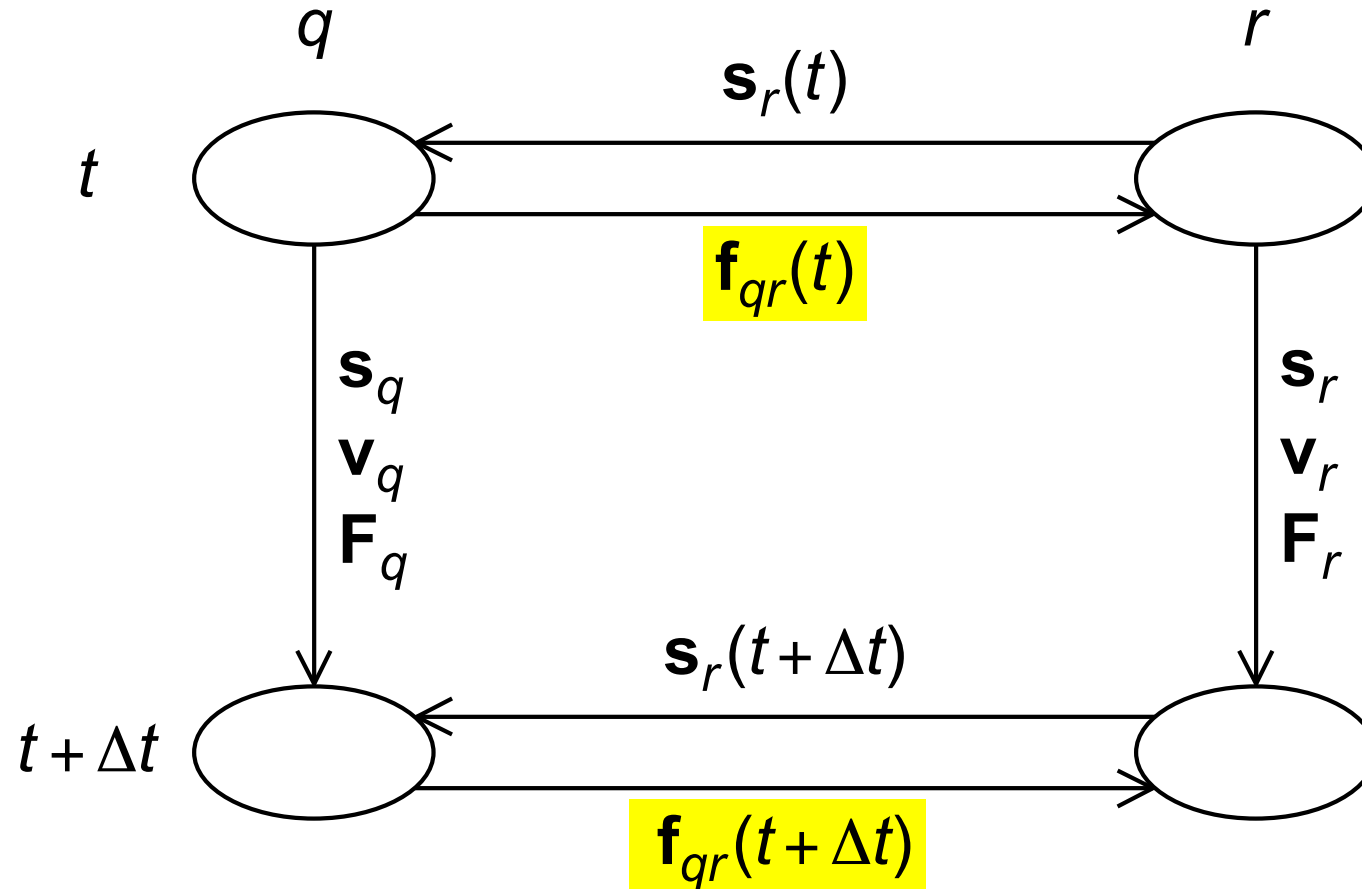 q
r
s_r(t)
t
f_qr(t)
s_q
v_q
F_q
s_r
v_r
F_r
s_r(t + Δt)
t + Δt
f_qr(t + Δt)